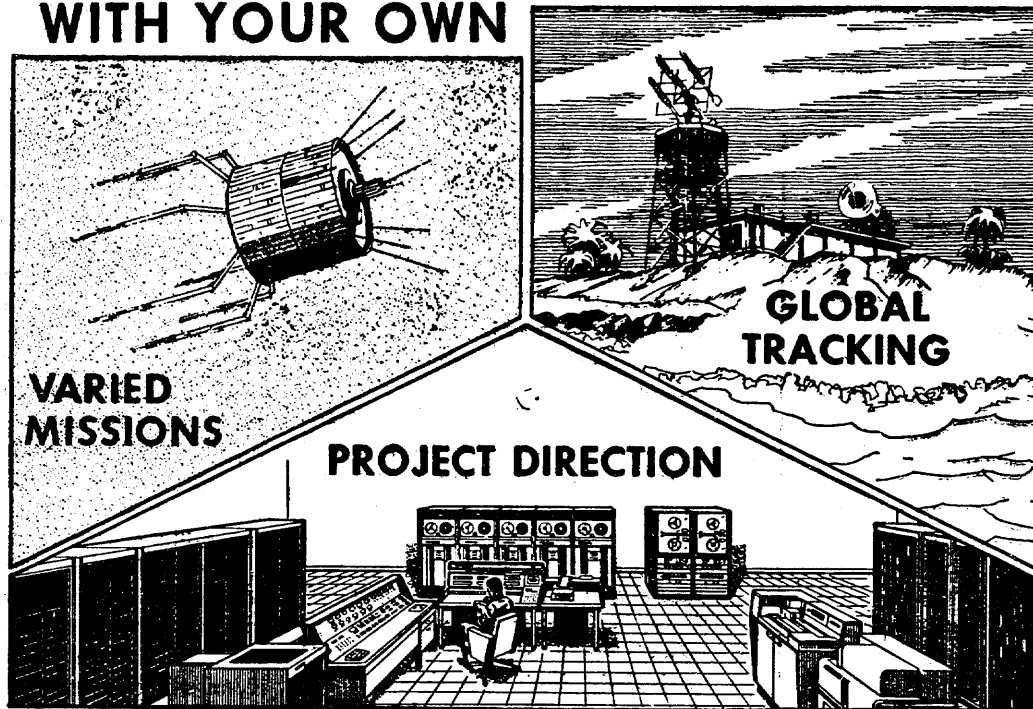 WITH YOUR OWN
GLOBAL
TRACKING
VARIED
MISSIONS
PROJECT DIRECTION